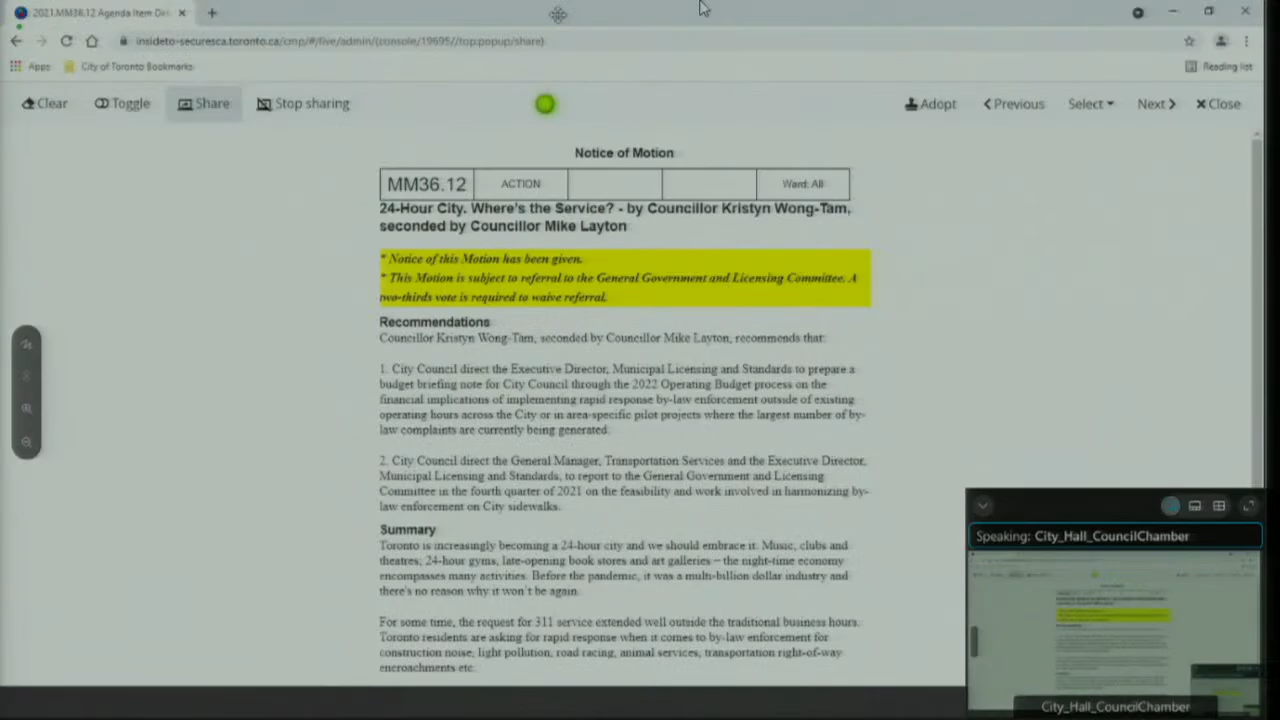 2021.MM36.12 Agenda Item De
insideto-securesca.toronto.ca/cmp/#/five/admin/(console/19695//top:popup/share)
Apps City of Toronto Bookmarks Reading list
Clear Toggle Share Stop sharing Adopt Previous Select Next Close
Notice of Motion
MM36.12 ACTION Ward: All
24-Hour City. Where's the Service? - by Councillor Kristyn Wong-Tam,
seconded by Councillor Mike Layton
* Notice of this Motion has been given.
* This Motion is subject to referral to the General Government and Licensing Committee. A
two-thirds vote is required to waive referral.
Recommendations
Councillor Kristyn Wong-Tam, seconded by Councillor Mike Layton, recommends that:
1. City Council direct the Executive Director, Municipal Licensing and Standards to prepare a
budget briefing note for City Council through the 2022 Operating Budget process on the
financial implications of implementing rapid response by-law enforcement outside of existing
operating hours across the City or in area-specific pilot projects where the largest number of by-
law complaints are currently being generated.
2. City Council direct the General Manager, Transportation Services and the Executive Director,
Municipal Licensing and Standards, to report to the General Government and Licensing
Committee in the fourth quarter of 2021 on the feasibility and work involved in harmonizing by-
law enforcement on City sidewalks.
Summary
Toronto is increasingly becoming a 24-hour city and we should embrace it. Music, clubs and
theatres, 24-hour gyms, late-opening book stores and art galleries – the night-time economy
encompasses many activities. Before the pandemic, it was a multi-billion dollar industry and
there's no reason why it won't be again.
For some time, the request for 311 service extended well outside the traditional business hours.
Toronto residents are asking for rapid response when it comes to by-law enforcement for
construction noise, light pollution, road racing, animal services, transportation right-of-way
encroachments etc.
Speaking: City_Hall_CouncilChamber
City_Hall_CouncilChamber